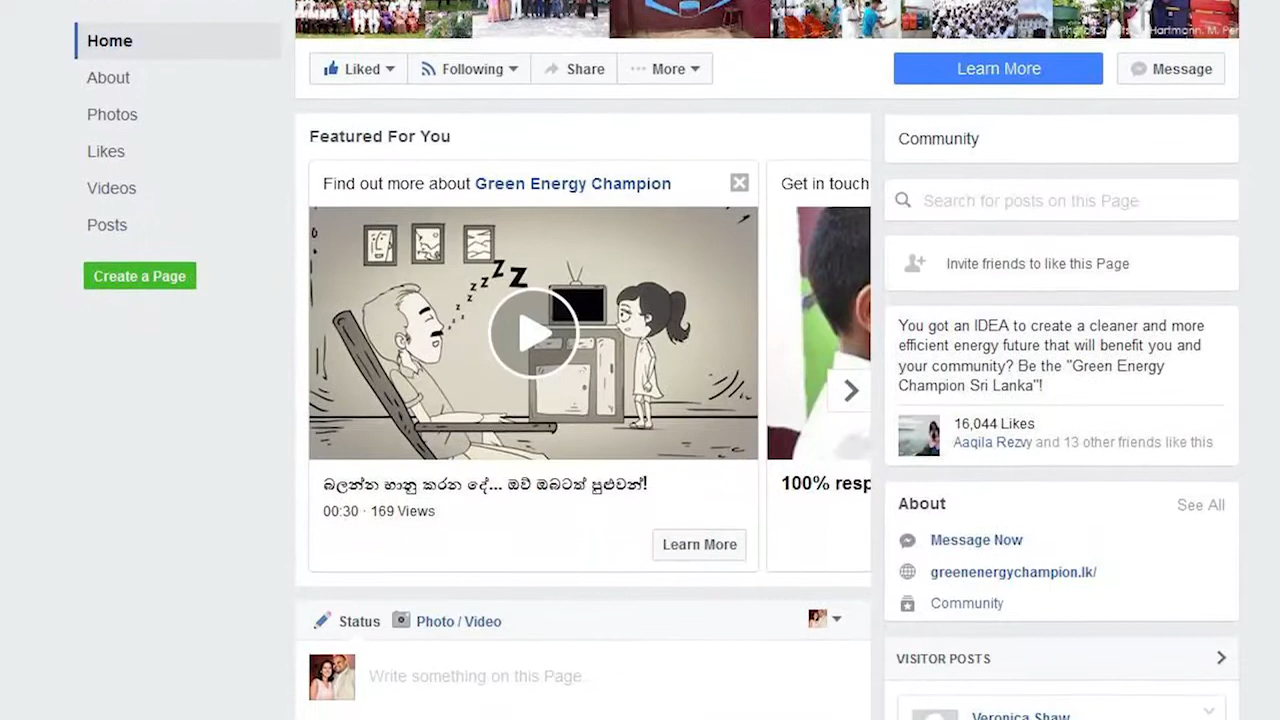 Photo Credits: Hartmann, M. Per
Home
About
Photos
Likes
Videos
Posts
Create a Page
Liked
Following
Share
More
Learn More
Message
Featured For You
Find out more about Green Energy Champion
zzzzZZ
බලන්න භානු කරන දේ... ඔව් ඔබටත් පුළුවන්!
00:30 · 169 Views
Learn More
Get in touch
100% resp
Status
Photo / Video
Write something on this Page
Community
Search for posts on this Page
Invite friends to like this Page
You got an IDEA to create a cleaner and more
efficient energy future that will benefit you and
your community? Be the "Green Energy
Champion Sri Lanka"!
16,044 Likes
Aaqila Rezvy and 13 other friends like this
About
See All
Message Now
greenenergychampion.lk/
Community
VISITOR POSTS
Veronica Shaw